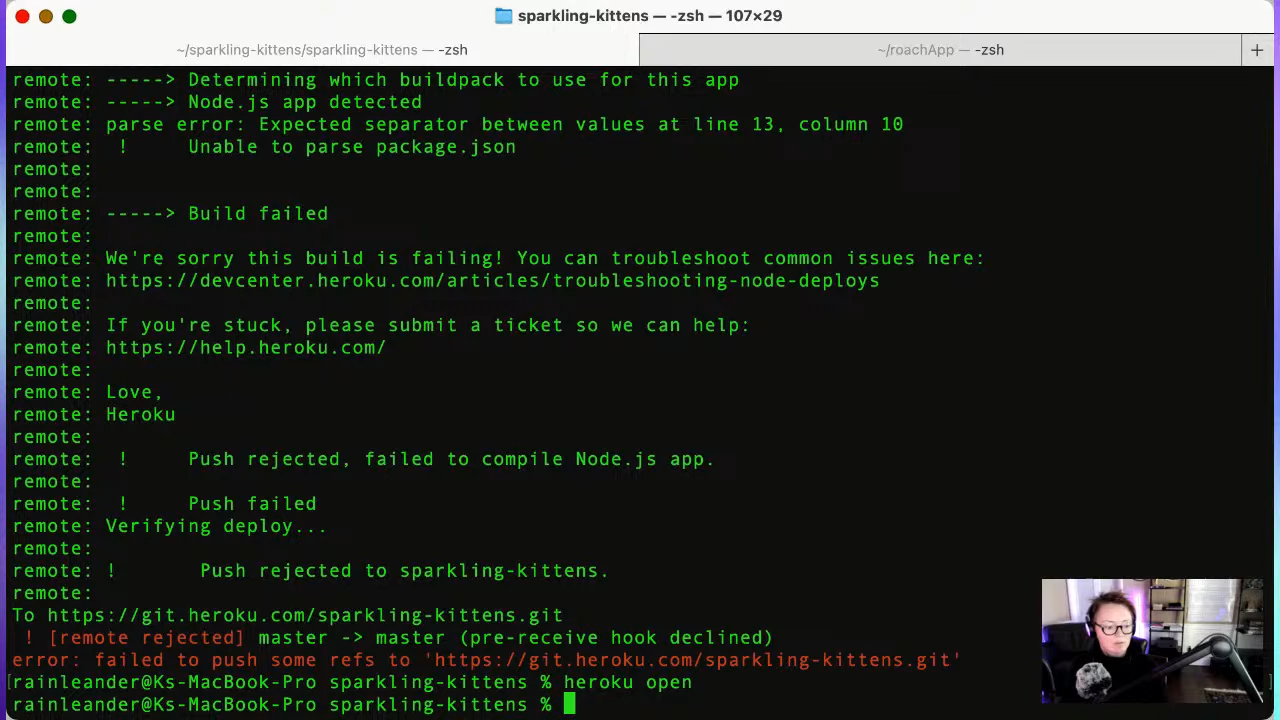 sparkling-kittens — -zsh — 107×29
~/sparkling-kittens/sparkling-kittens — -zsh
~/roachApp — -zsh
+
remote: -----> Determining which buildpack to use for this app
remote: -----> Node.js app detected
remote: parse error: Expected separator between values at line 13, column 10
remote:  !     Unable to parse package.json
remote:
remote:
remote: -----> Build failed
remote:
remote: We're sorry this build is failing! You can troubleshoot common issues here:
remote: https://devcenter.heroku.com/articles/troubleshooting-node-deploys
remote:
remote: If you're stuck, please submit a ticket so we can help:
remote: https://help.heroku.com/
remote:
remote: Love,
remote: Heroku
remote:
remote:  !     Push rejected, failed to compile Node.js app.
remote:
remote:  !     Push failed
remote: Verifying deploy...
remote:
remote: !       Push rejected to sparkling-kittens.
remote:
To https://git.heroku.com/sparkling-kittens.git
 ! [remote rejected] master -> master (pre-receive hook declined)
error: failed to push some refs to 'https://git.heroku.com/sparkling-kittens.git'
[rainleander@Ks-MacBook-Pro sparkling-kittens % heroku open ]
rainleander@Ks-MacBook-Pro sparkling-kittens %